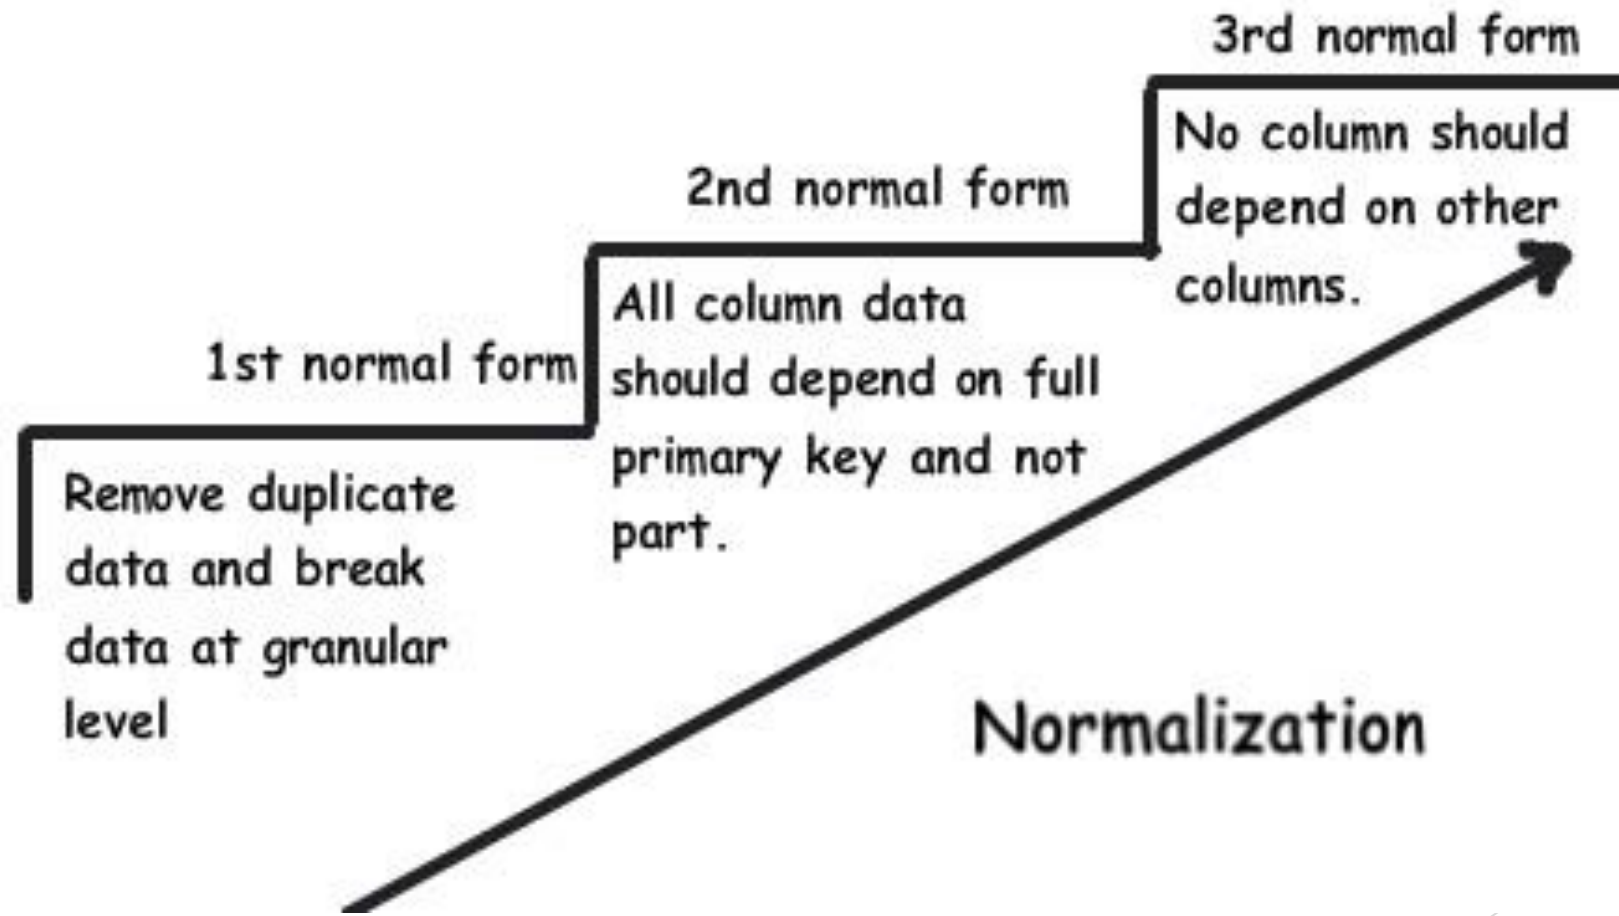 3rd normal form
No column should
depend on other
columns.
2nd normal form
All column data
should depend on full
primary key and not
part.
1st normal form
Remove duplicate
data and break
data at granular
level
Normalization